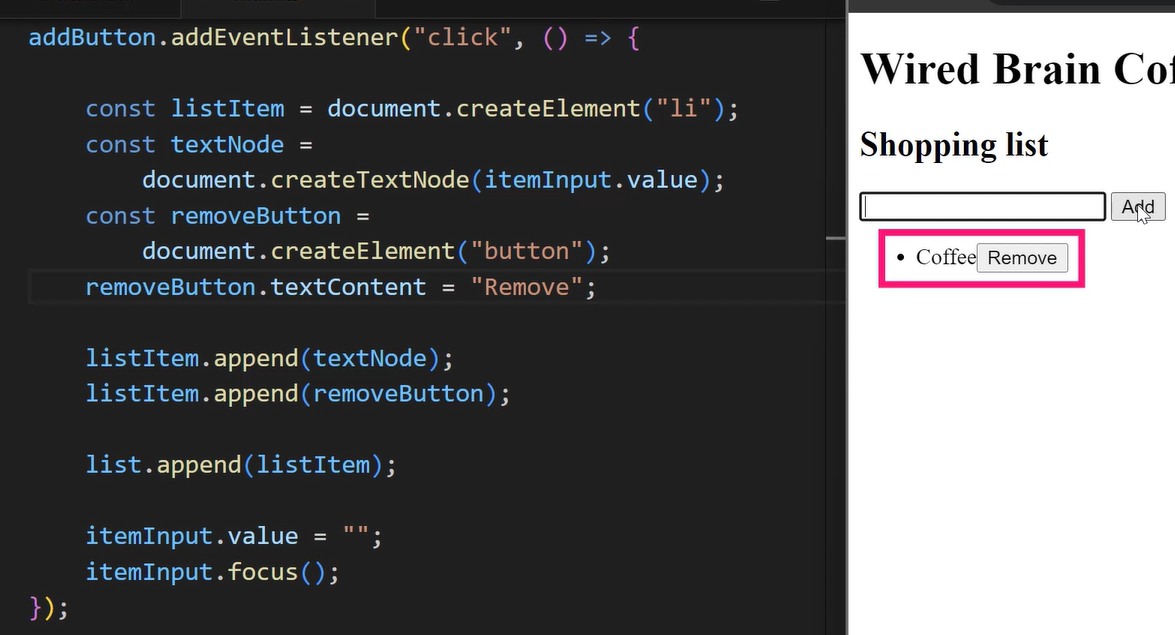 addButton.addEventListener("click", () => {
const listItem = document.createElement("li");
const textNode =
document.createTextNode(itemInput.value);
const removeButton =
document.createElement("button");
removeButton.textContent = "Remove";
listItem.append(textNode);
listItem.append(removeButton);
list.append(listItem);
itemInput.value = "";
itemInput.focus();
});
Wired Brain Cof
Shopping list
Add
• Coffee Remove